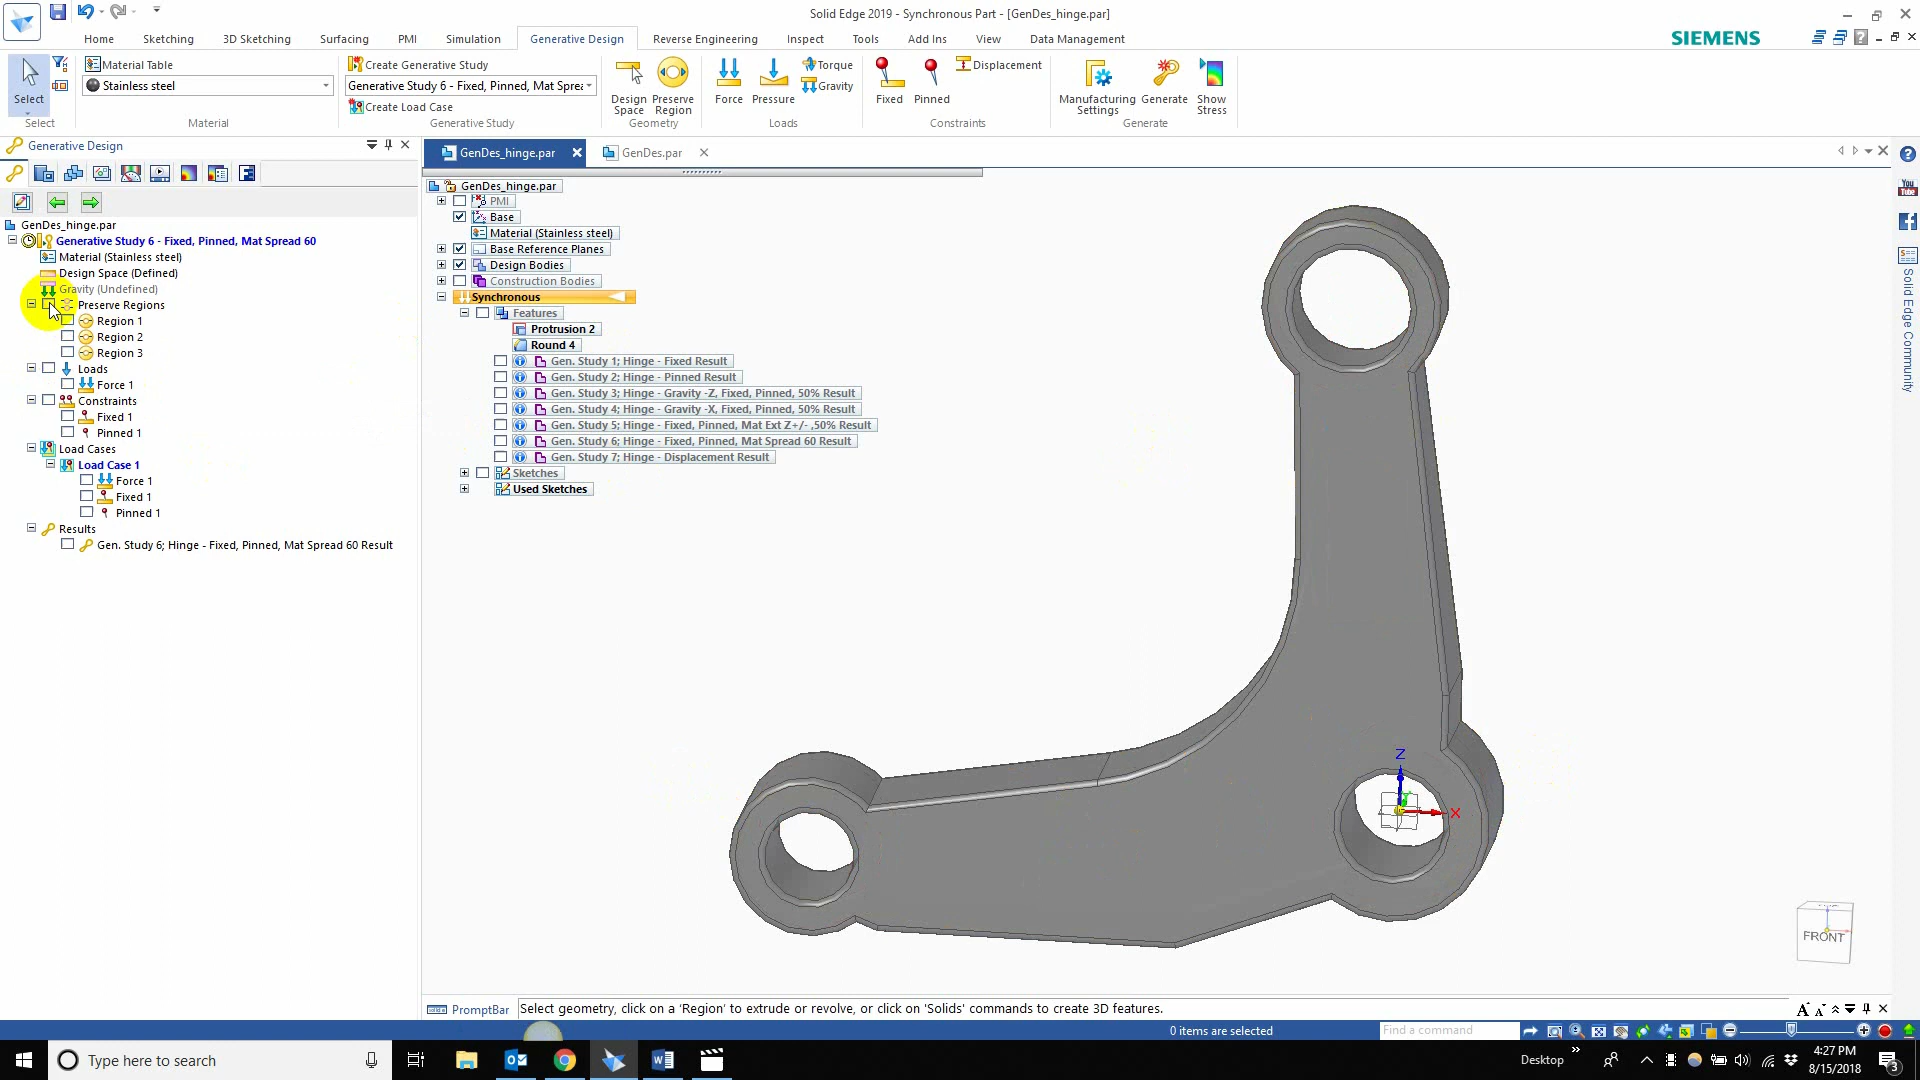 Solid Edge 2019 - Synchronous Part - [GenDes_hinge.par]
Home Sketching 3D Sketching Surfacing PMI Simulation Generative Design Reverse Engineering Inspect Tools Add Ins View Data Management
SIEMENS
Select
Select
Material Table
Stainless steel
Material
Create Generative Study
Generative Study 6 - Fixed, Pinned, Mat Sprea
Create Load Case
Generative Study
Design Space
Preserve Region
Geometry
Force
Pressure
Torque
Gravity
Loads
Fixed
Pinned
Displacement
Constraints
Manufacturing Settings
Generate
Show Stress
Generate
Generative Design
GenDes_hinge.par
Generative Study 6 - Fixed, Pinned, Mat Spread 60
Material (Stainless steel)
Design Space (Defined)
Gravity (Undefined)
Preserve Regions
Region 1
Region 2
Region 3
Loads
Force 1
Constraints
Fixed 1
Pinned 1
Load Cases
Load Case 1
Force 1
Fixed 1
Pinned 1
Results
Gen. Study 6; Hinge - Fixed, Pinned, Mat Spread 60 Result
GenDes_hinge.par
GenDes.par
GenDes_hinge.par
PMI
Base
Material (Stainless steel)
Base Reference Planes
Design Bodies
Construction Bodies
Synchronous
Features
Protrusion 2
Round 4
Gen. Study 1; Hinge - Fixed Result
Gen. Study 2; Hinge - Pinned Result
Gen. Study 3; Hinge - Gravity -Z, Fixed, Pinned, 50% Result
Gen. Study 4; Hinge - Gravity -X, Fixed, Pinned, 50% Result
Gen. Study 5; Hinge - Fixed, Pinned, Mat Ext Z+/- ,50% Result
Gen. Study 6; Hinge - Fixed, Pinned, Mat Spread 60 Result
Gen. Study 7; Hinge - Displacement Result
Sketches
Used Sketches
Z
X
FRONT
You Tube
Solid Edge Community
PromptBar
Select geometry, click on a 'Region' to extrude or revolve, or click on 'Solids' commands to create 3D features.
0 items are selected
Find a command
Type here to search
Desktop
4:27 PM
8/15/2018
3